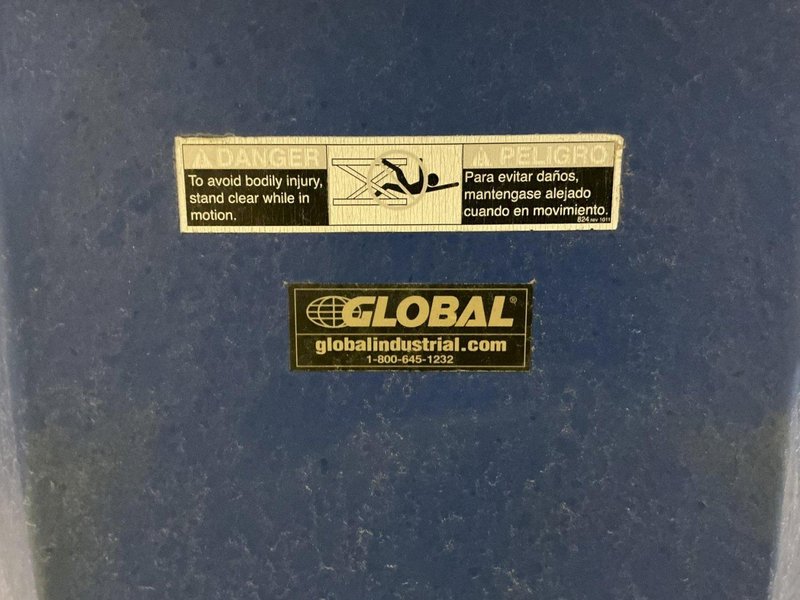 DANGER
To avoid bodily injury,
stand clear while in
motion.
PELIGRO
Para evitar daños,
mantengase alejado
cuando en movimiento.
824 rev 1011
GLOBAL®
globalindustrial.com
1-800-645-1232